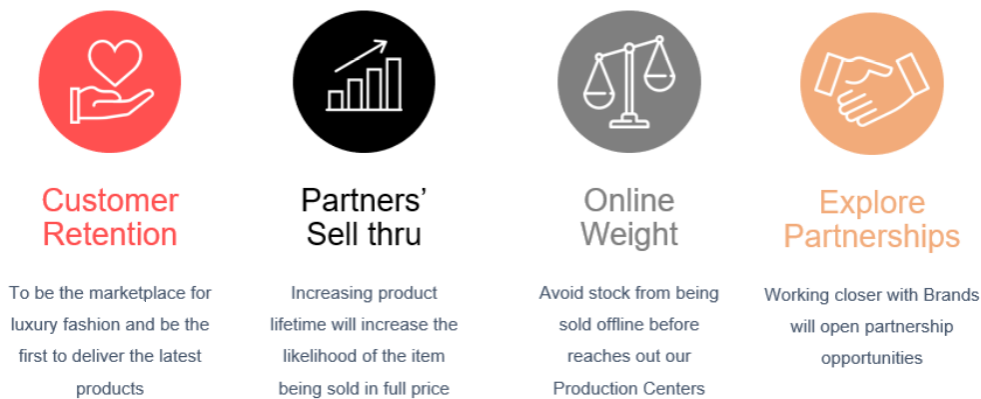 Customer
Retention
To be the marketplace for
luxury fashion and be the
first to deliver the latest
products
Partners’
Sell thru
Increasing product
lifetime will increase the
likelihood of the item
being sold in full price
Online
Weight
Avoid stock from being
sold offline before
reaches out our
Production Centers
Explore
Partnerships
Working closer with Brands
will open partnership
opportunities